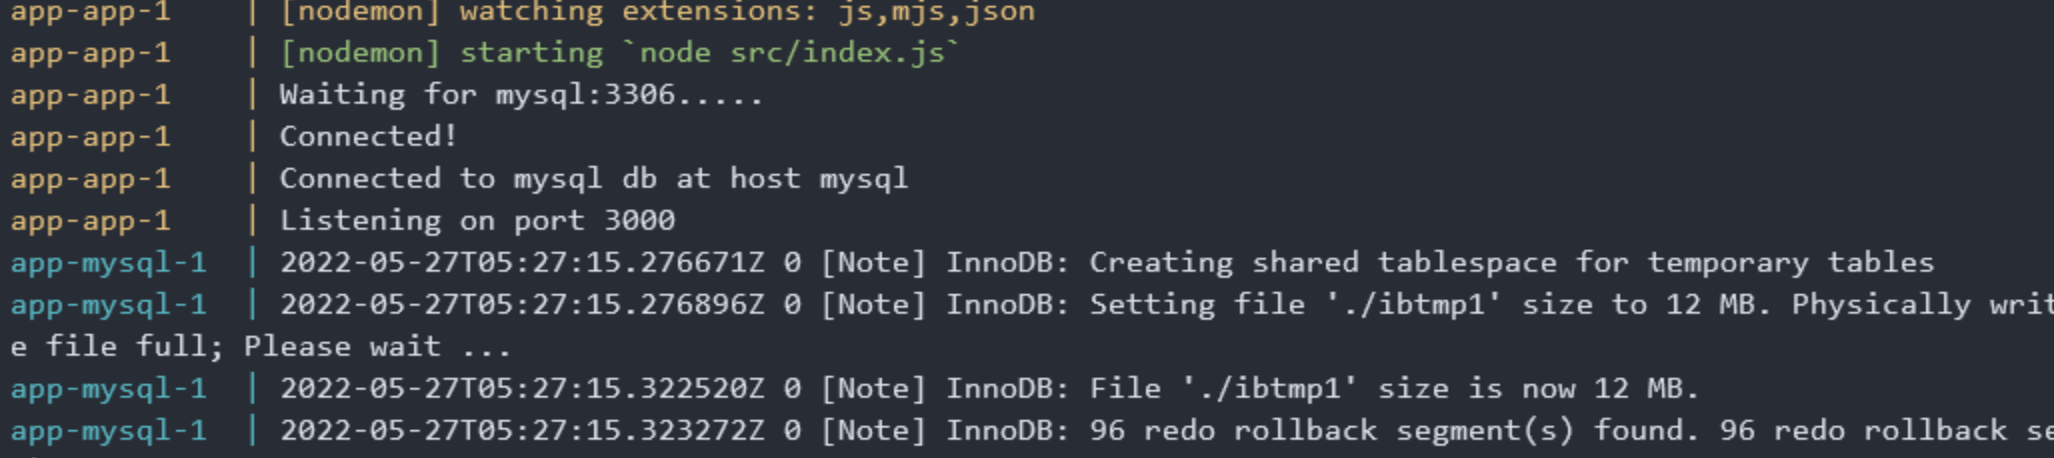 app-app-1    | [nodemon] watching extensions: js,mjs,json
app-app-1    | [nodemon] starting `node src/index.js`
app-app-1    | Waiting for mysql:3306.....
app-app-1    | Connected!
app-app-1    | Connected to mysql db at host mysql
app-app-1    | Listening on port 3000
app-mysql-1  | 2022-05-27T05:27:15.276671Z 0 [Note] InnoDB: Creating shared tablespace for temporary tables
app-mysql-1  | 2022-05-27T05:27:15.276896Z 0 [Note] InnoDB: Setting file './ibtmp1' size to 12 MB. Physically writ
e file full; Please wait ...
app-mysql-1  | 2022-05-27T05:27:15.322520Z 0 [Note] InnoDB: File './ibtmp1' size is now 12 MB.
app-mysql-1  | 2022-05-27T05:27:15.323272Z 0 [Note] InnoDB: 96 redo rollback segment(s) found. 96 redo rollback se